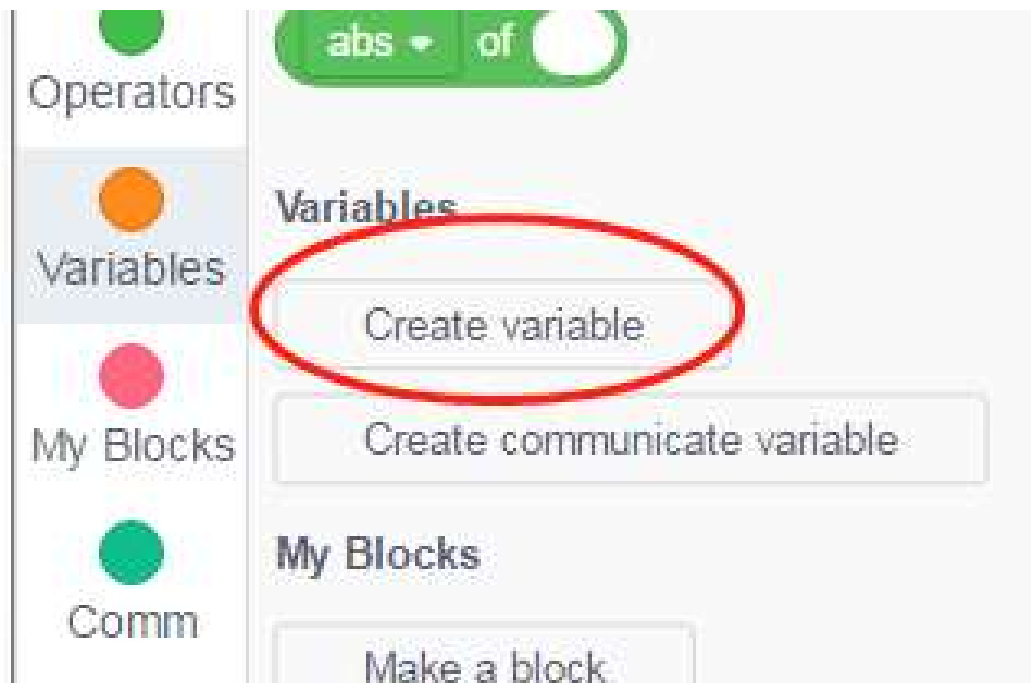 abs of
Operators
Variables
Variables
Create variable
Create communicate variable
My Blocks
My Blocks
Comm
Make a block